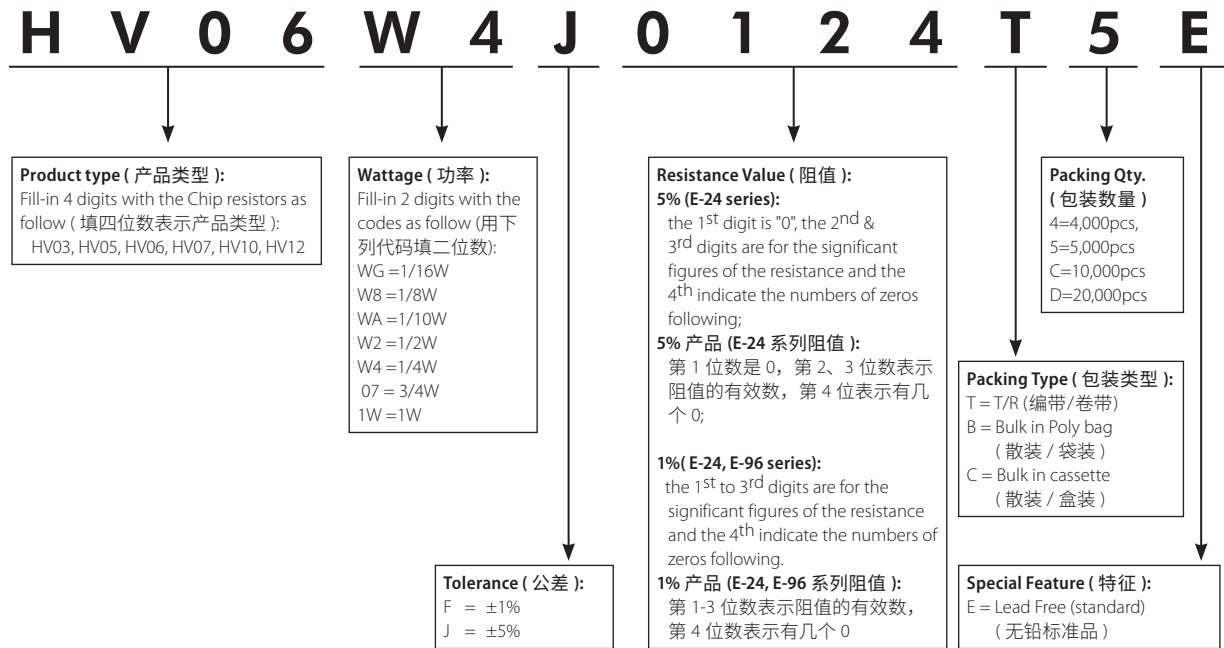 H V 0 6 W 4 J 0 1 2 4 T 5 E
Product type ( 产品类型 ):
Fill-in 4 digits with the Chip resistors as
follow ( 填四位数表示产品类型 ):
HV03, HV05, HV06, HV07, HV10, HV12
Wattage ( 功率 ):
Fill-in 2 digits with the
codes as follow (用下
列代码填二位数):
WG =1/16W
W8 =1/8W
WA =1/10W
W2 =1/2W
W4 =1/4W
07 = 3/4W
1W =1W
Tolerance ( 公差 ):
F = ±1%
J = ±5%
Resistance Value ( 阻值 ):
5% (E-24 series):
the 1st digit is "0", the 2nd &
3rd digits are for the significant
figures of the resistance and the
4th indicate the numbers of zeros
following;
5% 产品 (E-24 系列阻值 ):
第 1 位数是 0，第 2、3 位数表示
阻值的有效数，第 4 位表示有几
个 0;
1%( E-24, E-96 series):
the 1st to 3rd digits are for the
significant figures of the resistance
and the 4th indicate the numbers of
zeros following.
1% 产品 (E-24, E-96 系列阻值 ):
第 1-3 位数表示阻值的有效数，
第 4 位数表示有几个 0
Packing Qty.
( 包装数量 )
4=4,000pcs,
5=5,000pcs
C=10,000pcs
D=20,000pcs
Packing Type ( 包装类型 ):
T = T/R (编带/卷带)
B = Bulk in Poly bag
( 散装 / 袋装 )
C = Bulk in cassette
( 散装 / 盒装 )
Special Feature ( 特征 ):
E = Lead Free (standard)
( 无铅标准品 )